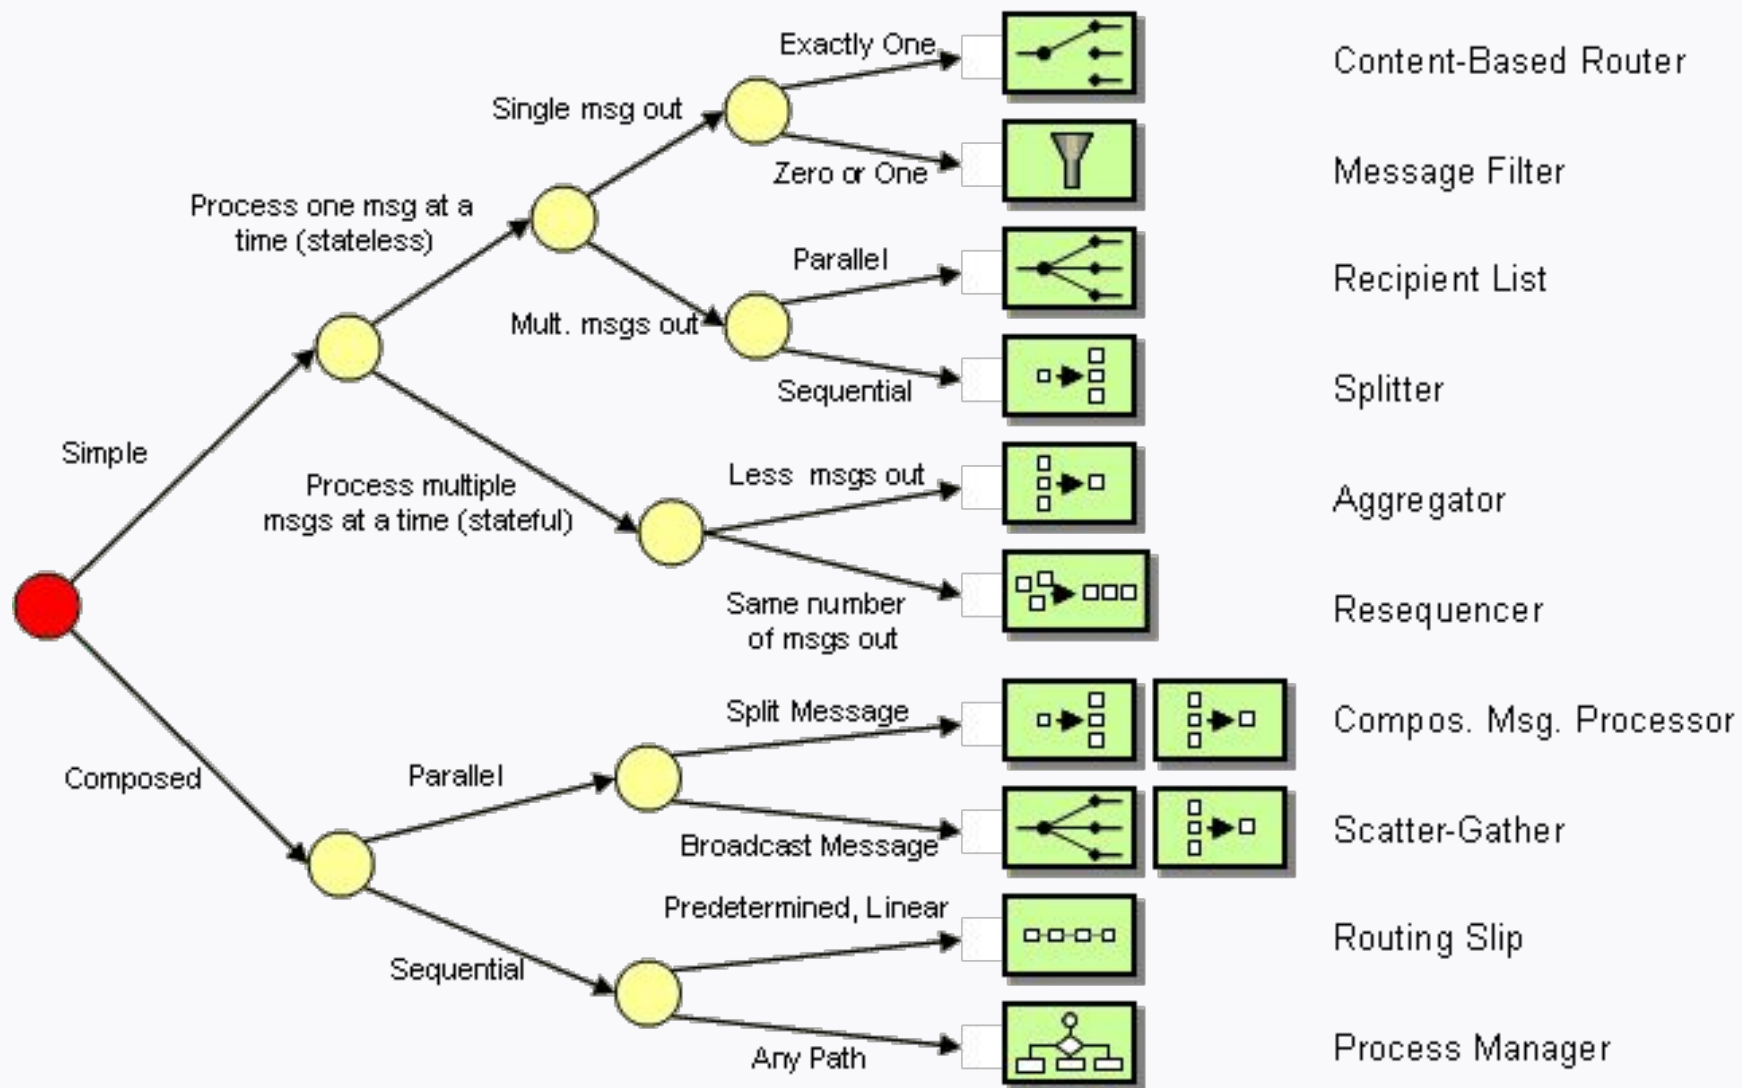 Exactly One
Content-Based Router
Single msg out
Zero or One
Message Filter
Process one msg at a
time (stateless)
Parallel
Recipient List
Mult. msgs out
Sequential
Splitter
Simple
Process multiple
msgs at a time (stateful)
Less msgs out
Aggregator
Same number
of msgs out
Resequencer
Split Message
Compos. Msg. Processor
Composed
Parallel
Broadcast Message
Scatter-Gather
Predetermined, Linear
Routing Slip
Sequential
Any Path
Process Manager